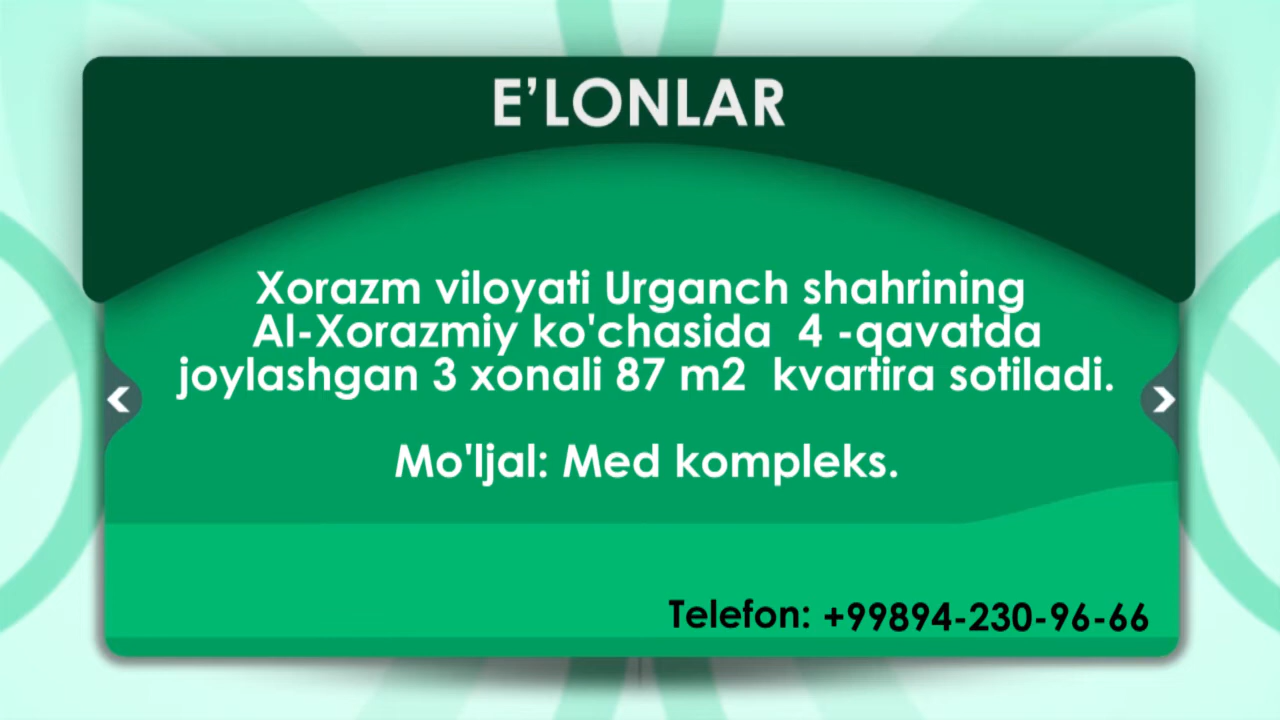 E’LONLAR
Xorazm viloyati Urganch shahrining
Al-Xorazmiy ko'chasida 4 -qavatda
joylashgan 3 xonali 87 m2 kvartira sotiladi.
Mo'ljal: Med kompleks.
Telefon: +99894-230-96-66